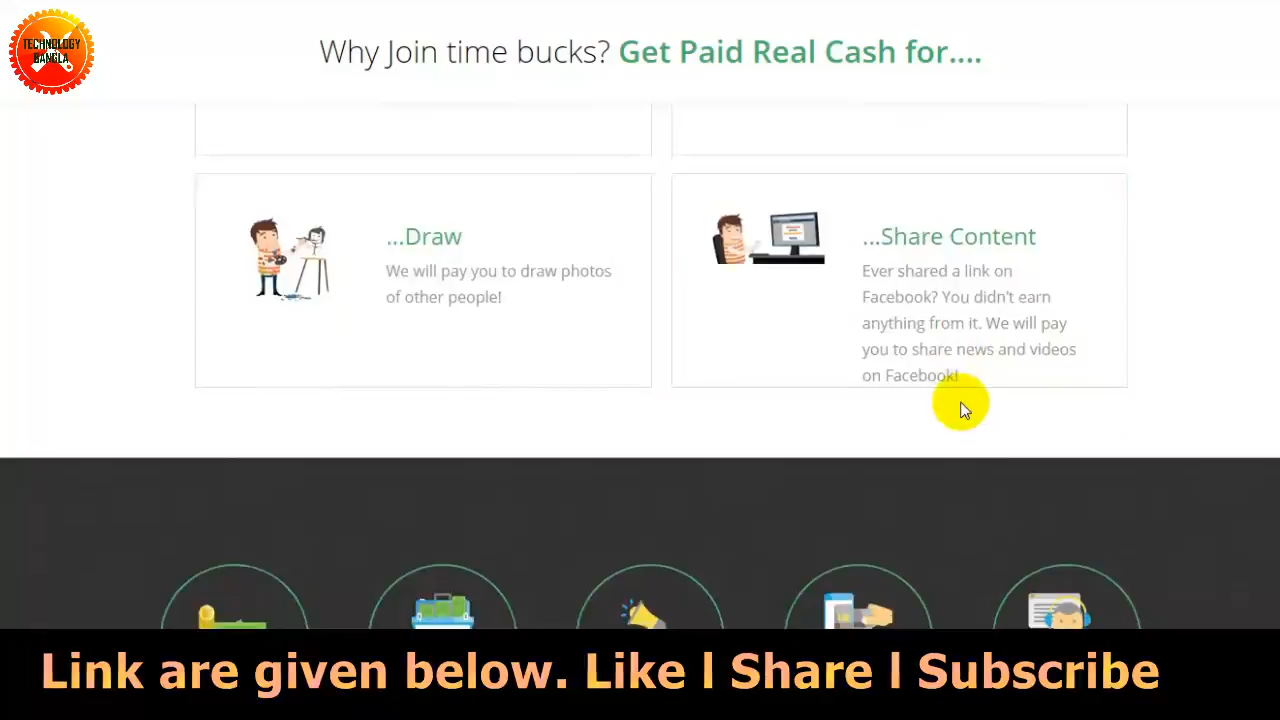 TECHNOLOGY
BANGLA
Why Join time bucks? Get Paid Real Cash for....
...Draw
We will pay you to draw photos
of other people!
...Share Content
Ever shared a link on
Facebook? You didn't earn
anything from it. We will pay
you to share news and videos
on Facebook!
Link are given below. Like l Share l Subscribe